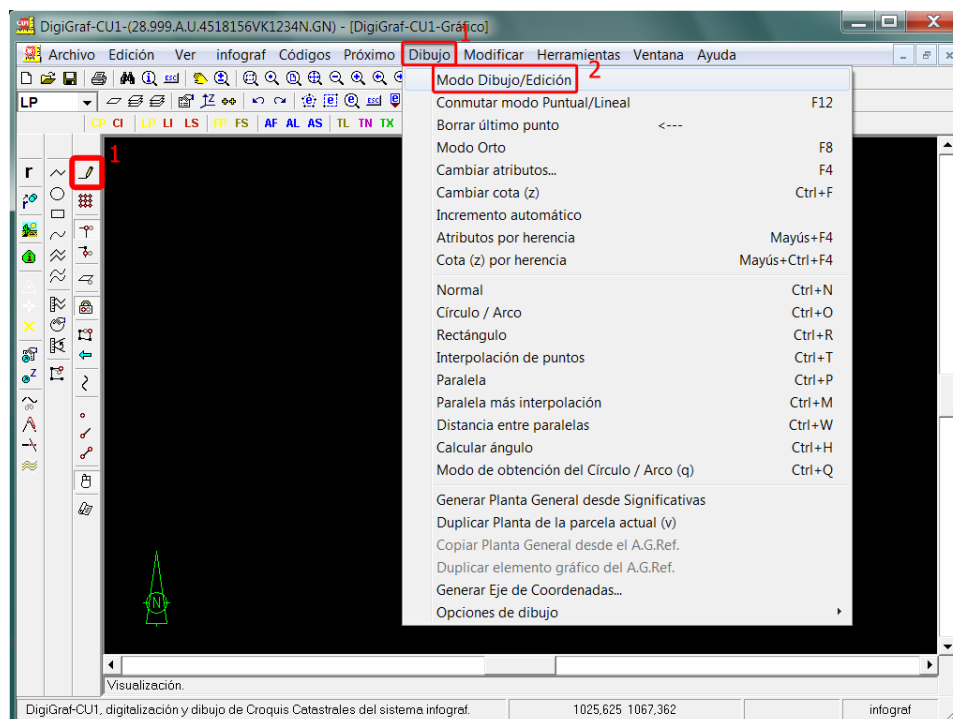 DigiGraf-CU1-(28.999.A.U.4518156VK1234N.GN) - [DigiGraf-CU1-Gráfico]
1
Archivo Edición Ver infograf Códigos Próximo Dibujo Modificar Herramientas Ventana Ayuda
Modo Dibujo/Edición 2
LP
Conmutar modo Puntual/Lineal F12
CP CI LP LI LS FP FS AF AL AS TL TN TX
Borrar último punto <---
1
Modo Orto F8
r
Cambiar atributos... F4
Cambiar cota (z) Ctrl+F
Incremento automático
Atributos por herencia Mayús+F4
Cota (z) por herencia Mayús+Ctrl+F4
Normal Ctrl+N
Círculo / Arco Ctrl+O
Rectángulo Ctrl+R
Interpolación de puntos Ctrl+T
Paralela Ctrl+P
Paralela más interpolación Ctrl+M
Distancia entre paralelas Ctrl+W
Calcular ángulo Ctrl+H
Modo de obtención del Círculo / Arco (q) Ctrl+Q
Generar Planta General desde Significativas
Duplicar Planta de la parcela actual (v)
Copiar Planta General desde el A.G.Ref.
Duplicar elemento gráfico del A.G.Ref.
Generar Eje de Coordenadas...
Opciones de dibujo
N
Visualización.
DigiGraf-CU1, digitalización y dibujo de Croquis Catastrales del sistema infograf. 1025,625 1067,362 infograf